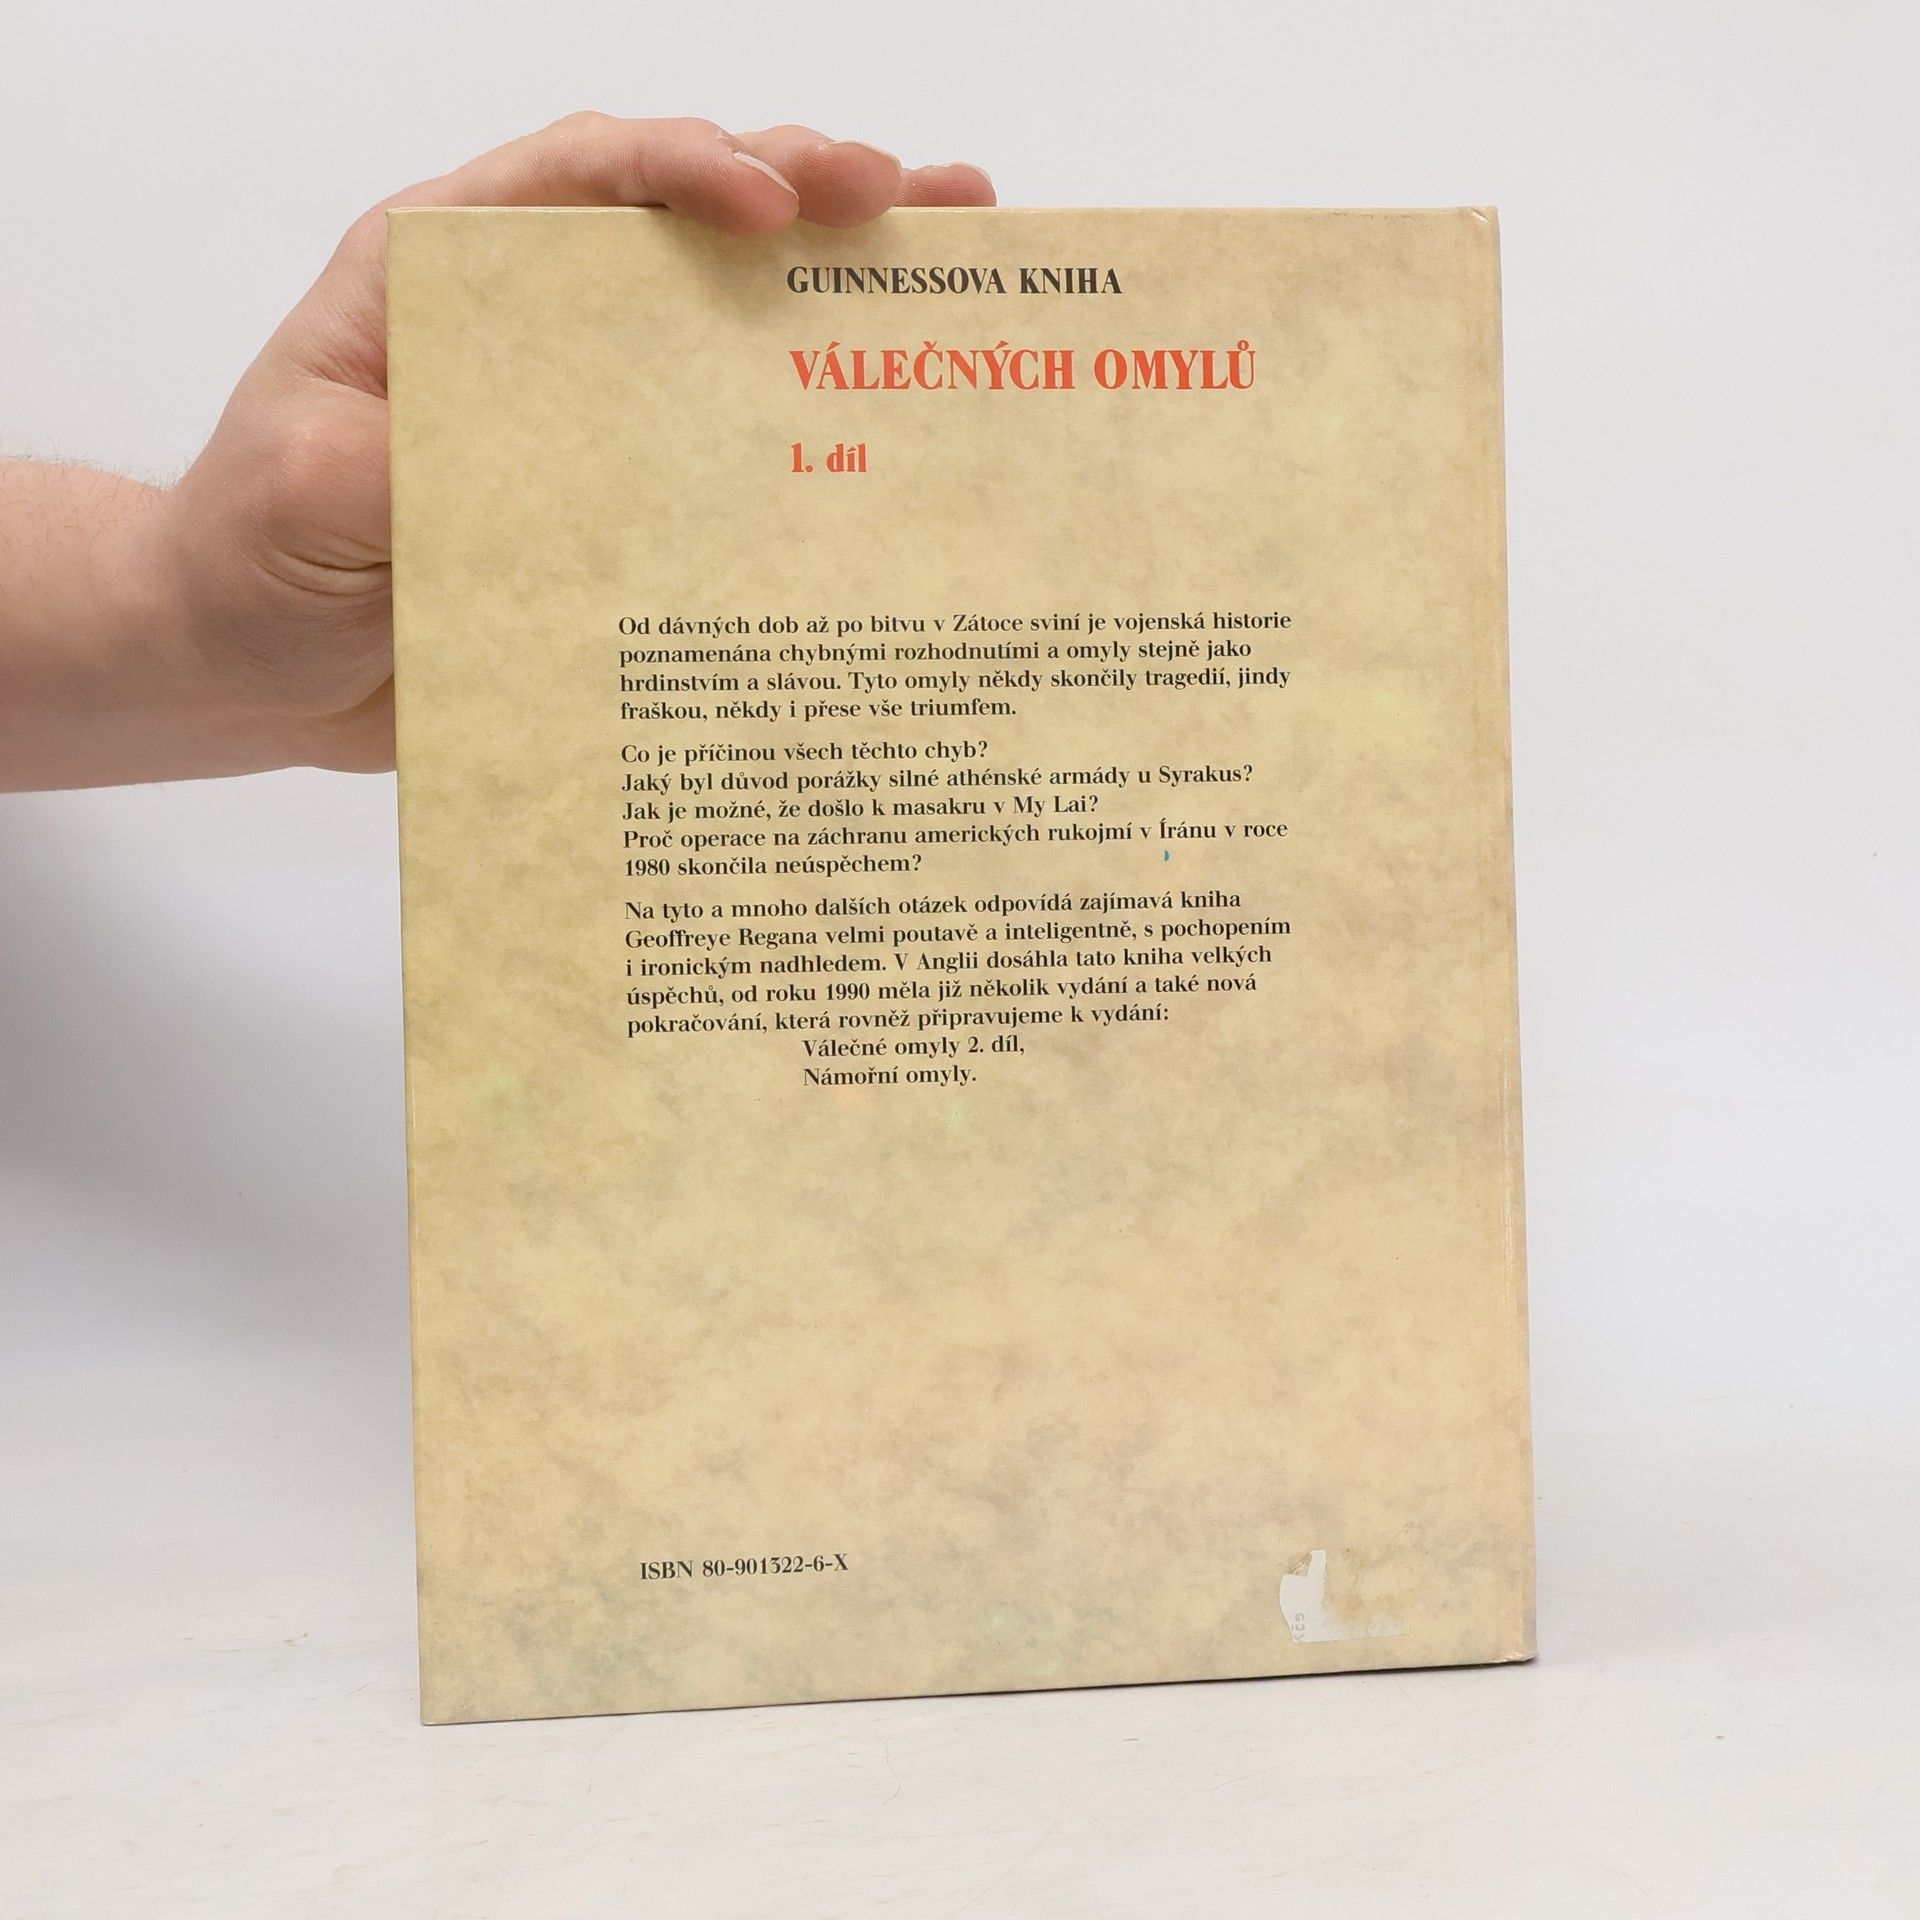 GUINNESSOVA KNIHA
VÁLEČNÝCH OMYLŮ
1. díl
Od dávných dob až po bitvu v Zátoce sviní je vojenská historie
poznamenána chybnými rozhodnutími a omyly stejně jako
hrdinstvím a slávou. Tyto omyly někdy skončily tragedií, jindy
fraškou, někdy i přese vše triumfem.
Co je příčinou všech těchto chyb?
Jaký byl důvod porážky silné athénské armády u Syrakus?
Jak je možné, že došlo k masakru v My Lai?
Proč operace na záchranu amerických rukojmí v Íránu v roce
1980 skončila neúspěchem?
Na tyto a mnoho dalších otázek odpovídá zajímavá kniha
Geoffreye Regana velmi poutavě a inteligentně, s pochopením
i ironickým nadhledem. V Anglii dosáhla tato kniha velkých
úspěchů, od roku 1990 měla již několik vydání a také nová
pokračování, která rovněž připravujeme k vydání:
Válečné omyly 2. díl,
Námořní omyly.
ISBN 80-901322-6-X
Kčs